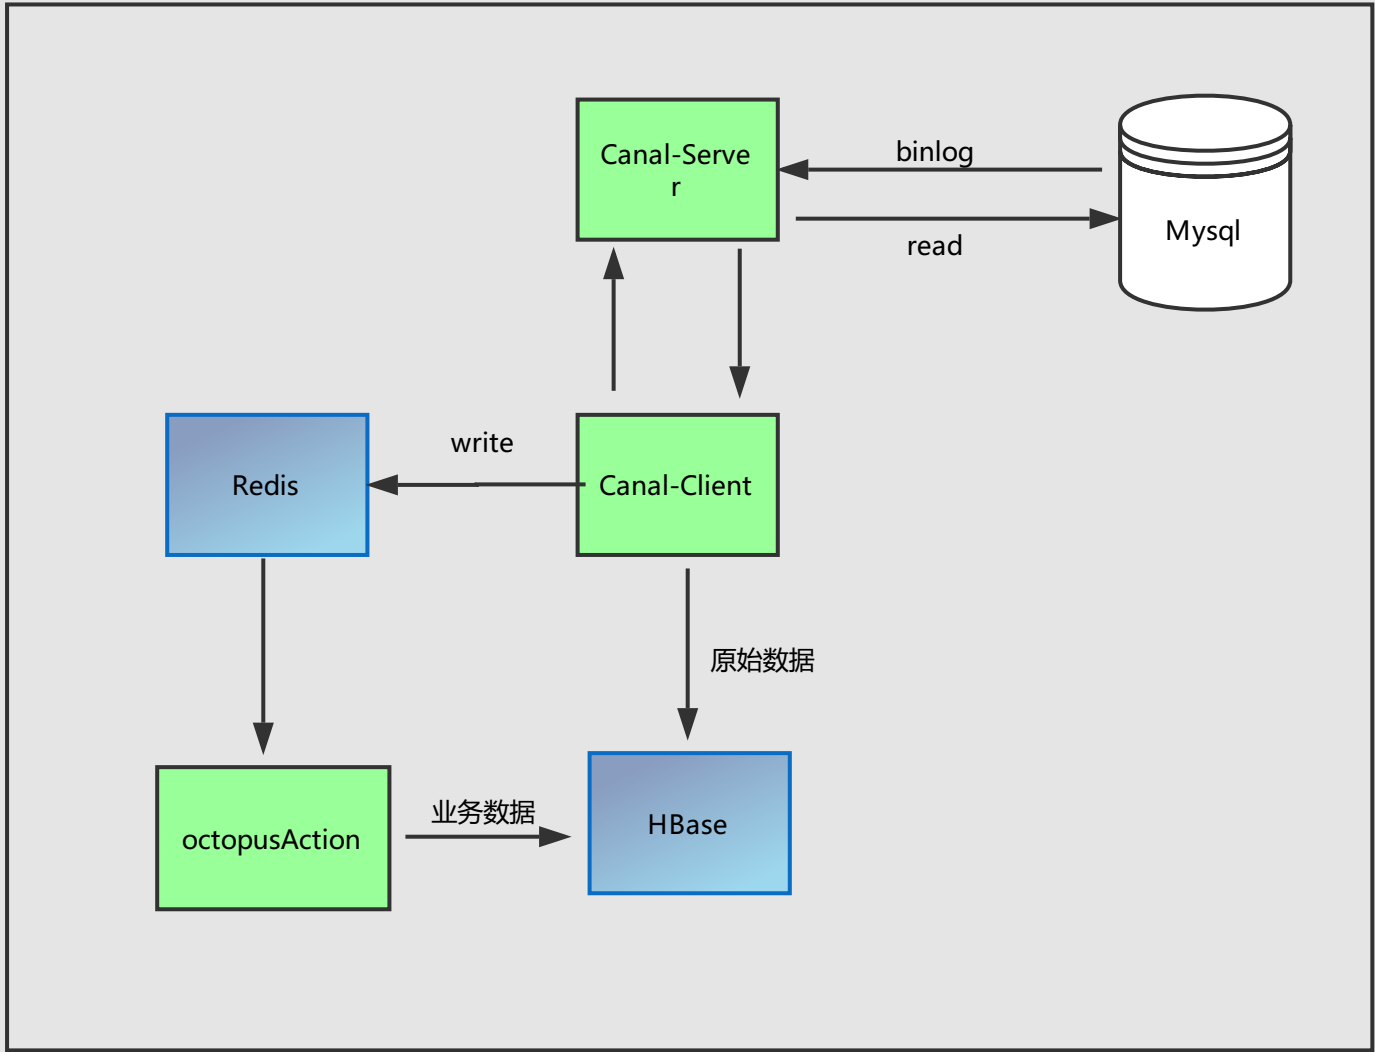 Canal-Serve
r
binlog
read
Mysql
write
Redis
Canal-Client
原始数据
octopusAction
业务数据
HBase